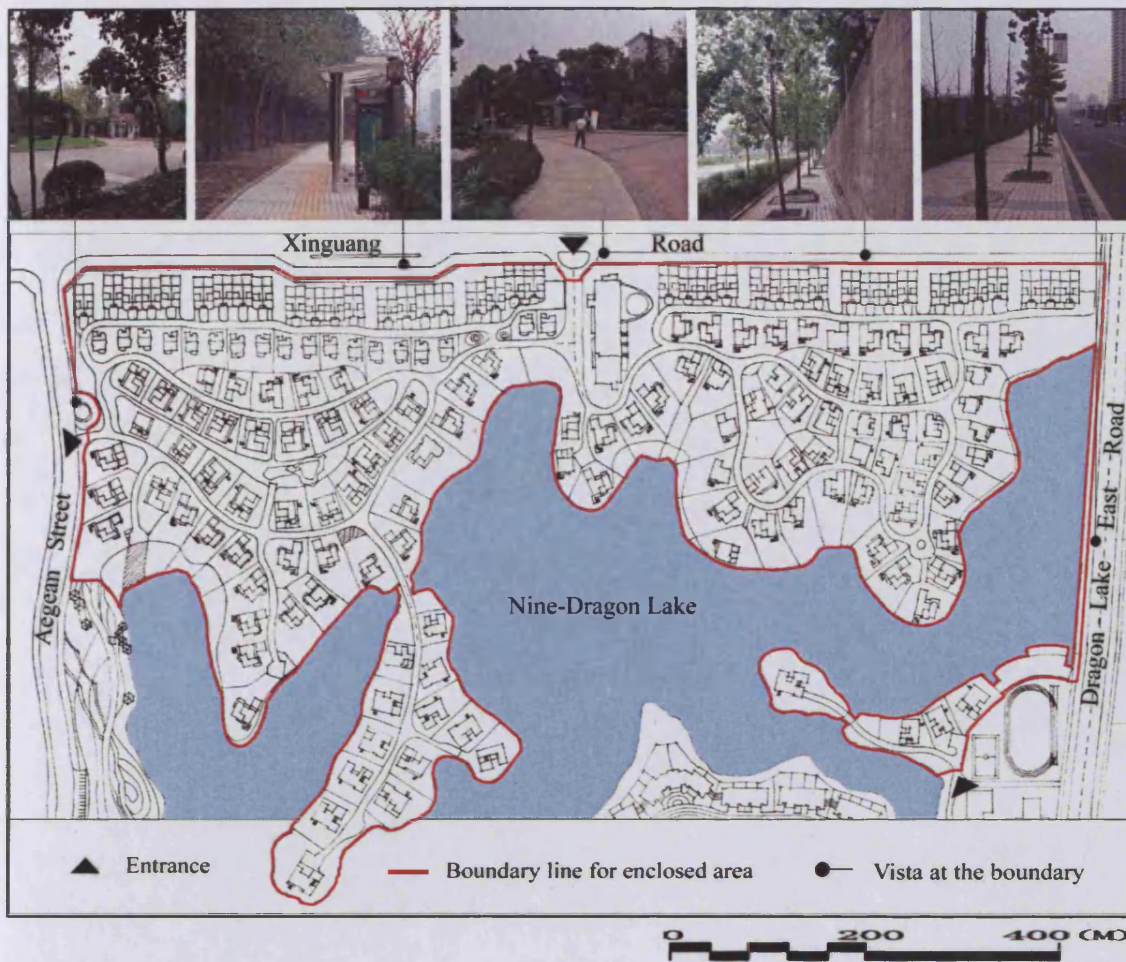 Xinguang Road
Aegean Street
Nine-Dragon Lake
Dragon-Lake East Road
Entrance
Boundary line for enclosed area
Vista at the boundary
0 200 400 (M)